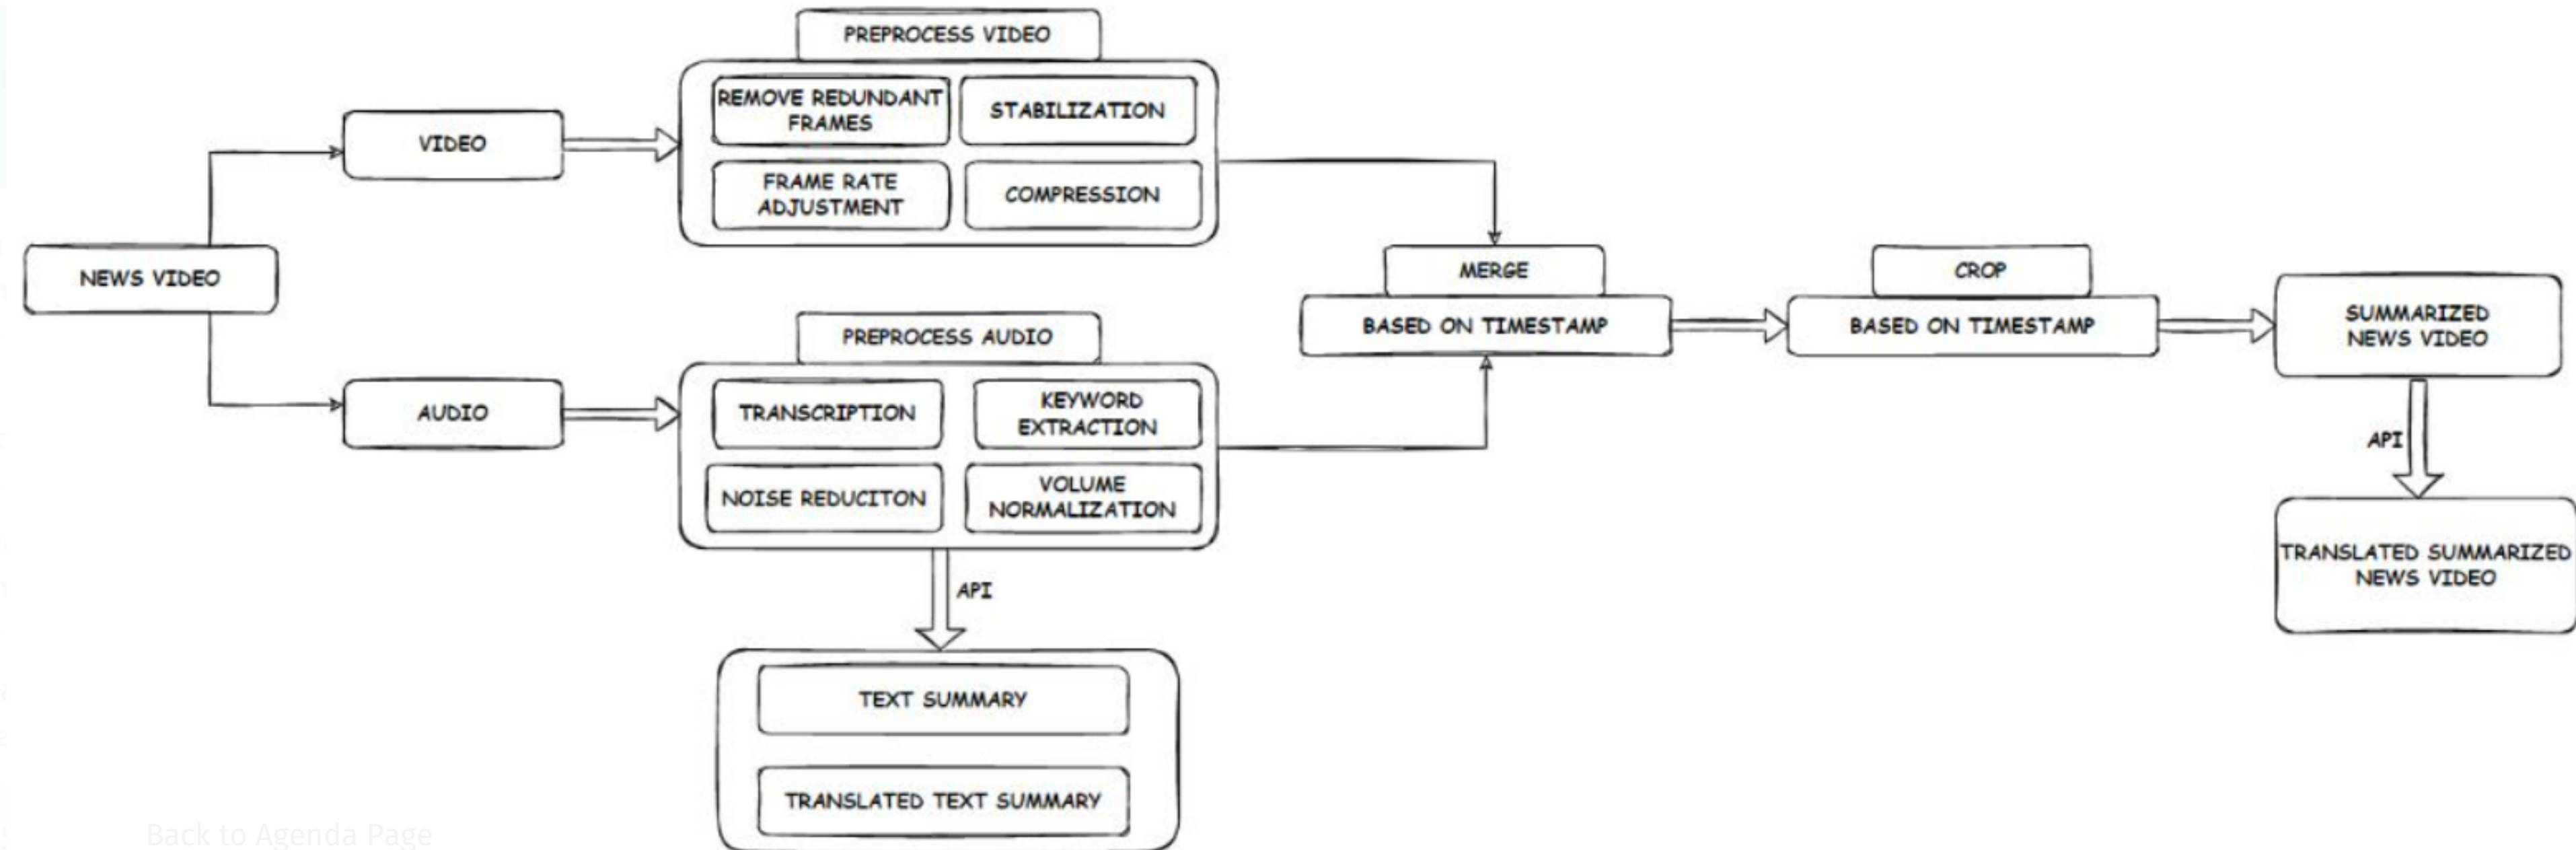 PREPROCESS VIDEO
REMOVE REDUNDANT
FRAMES
STABILIZATION
FRAME RATE
ADJUSTMENT
COMPRESSION
VIDEO
NEWS VIDEO
AUDIO
PREPROCESS AUDIO
TRANSCRIPTION
KEYWORD
EXTRACTION
NOISE REDUCITON
VOLUME
NORMALIZATION
API
TEXT SUMMARY
TRANSLATED TEXT SUMMARY
MERGE
BASED ON TIMESTAMP
CROP
BASED ON TIMESTAMP
SUMMARIZED
NEWS VIDEO
API
TRANSLATED SUMMARIZED
NEWS VIDEO
Back to Agenda Page